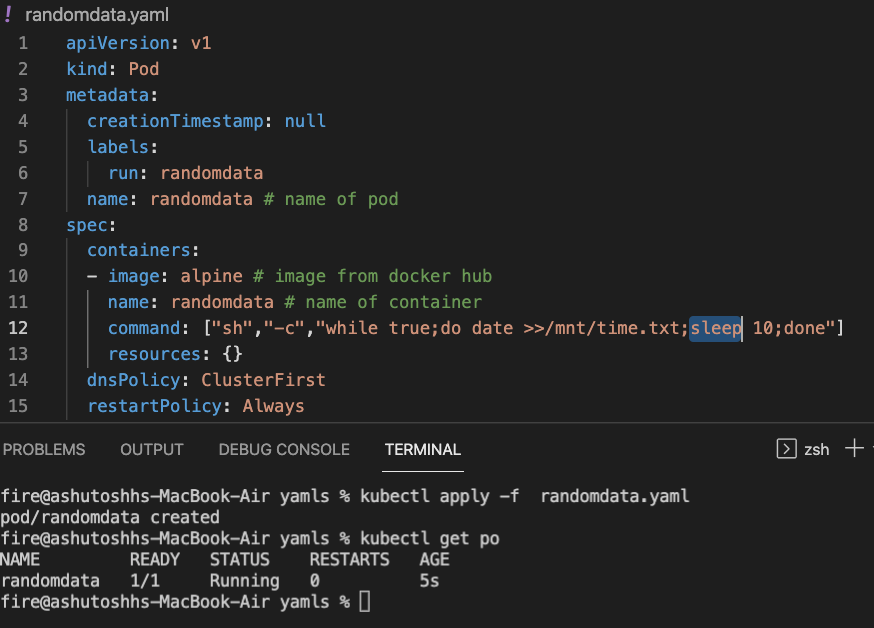 ! randomdata.yaml
1 apiVersion: v1
2 kind: Pod
3 metadata:
4 creationTimestamp: null
5 labels:
6 run: randomdata
7 name: randomdata # name of pod
8 spec:
9 containers:
10 - image: alpine # image from docker hub
11 name: randomdata # name of container
12 command: ["sh","-c","while true;do date >>/mnt/time.txt;sleep 10;done"]
13 resources: {}
14 dnsPolicy: ClusterFirst
15 restartPolicy: Always
PROBLEMS OUTPUT DEBUG CONSOLE TERMINAL zsh
fire@ashutoshhs-MacBook-Air yamls % kubectl apply -f  randomdata.yaml
pod/randomdata created
fire@ashutoshhs-MacBook-Air yamls % kubectl get po
NAME READY STATUS RESTARTS AGE
randomdata 1/1 Running 0 5s
fire@ashutoshhs-MacBook-Air yamls %